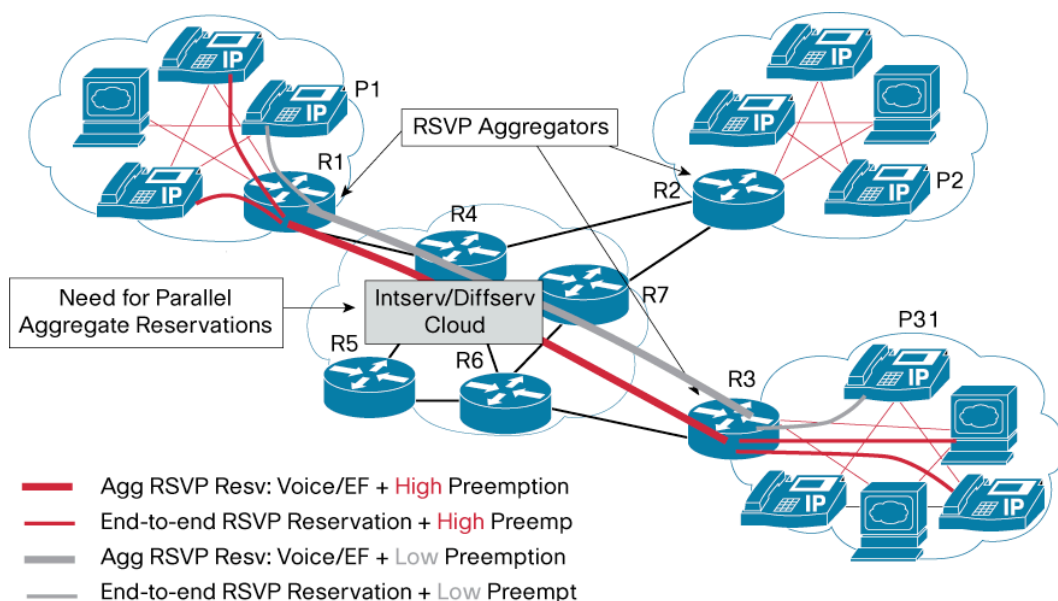 IP
IP
P1
IP
R1
RSVP Aggregators
IP
IP
IP
P2
R2
R4
Need for Parallel
Aggregate Reservations
Intserv/Diffserv
Cloud
R7
R5
R6
P31
IP
R3
IP
IP
Agg RSVP Resv: Voice/EF + High Preemption
End-to-end RSVP Reservation + High Preemp
Agg RSVP Resv: Voice/EF + Low Preemption
End-to-end RSVP Reservation + Low Preempt